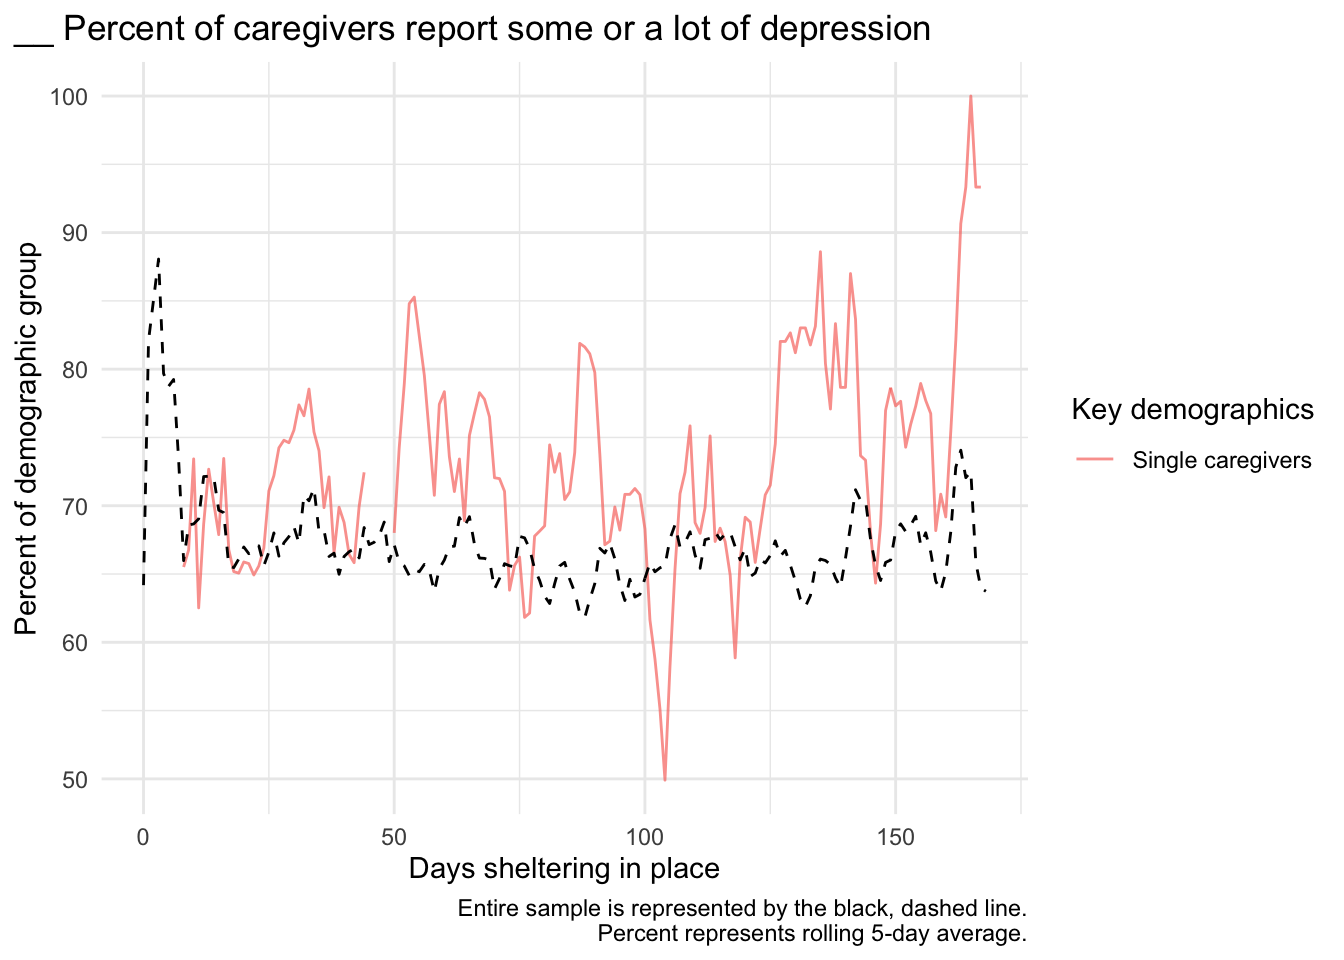 __ Percent of caregivers report some or a lot of depression
Percent of demographic group
100
90
80
70
60
50
0
50
100
150
Days sheltering in place
Key demographics
Single caregivers
Entire sample is represented by the black, dashed line.
Percent represents rolling 5-day average.